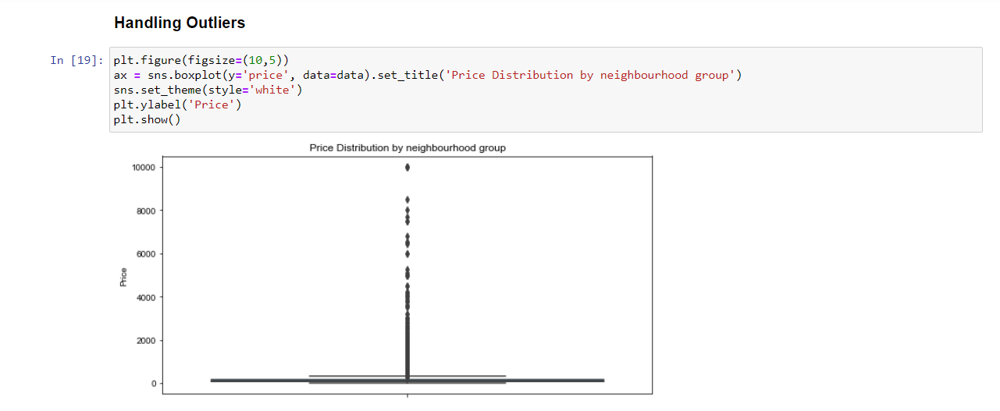 Handling Outliers
In [19]:
plt.figure(figsize=(10,5))
ax = sns.boxplot(y='price', data=data).set_title('Price Distribution by neighbourhood group')
sns.set_theme(style='white')
plt.ylabel('Price')
plt.show()
Price Distribution by neighbourhood group
10000
8000
6000
Price
4000
2000
0